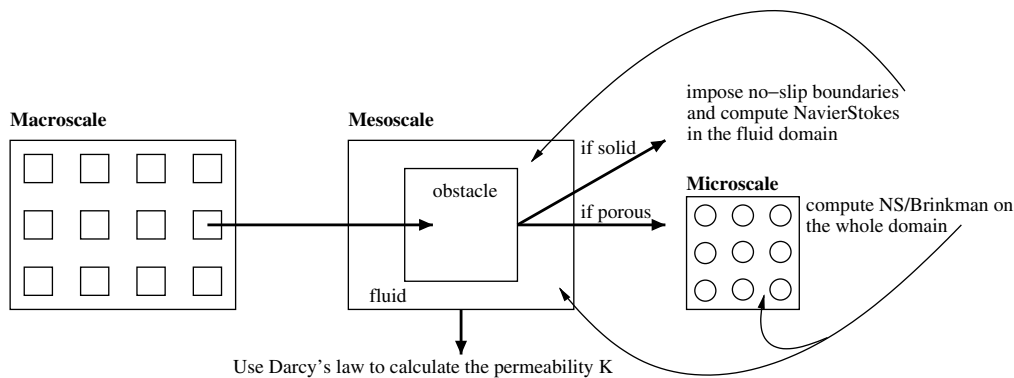 Macroscale
Mesoscale
obstacle
fluid
if solid
if porous
impose no−slip boundaries
and compute NavierStokes
in the fluid domain
Microscale
compute NS/Brinkman on
the whole domain
Use Darcy's law to calculate the permeability K